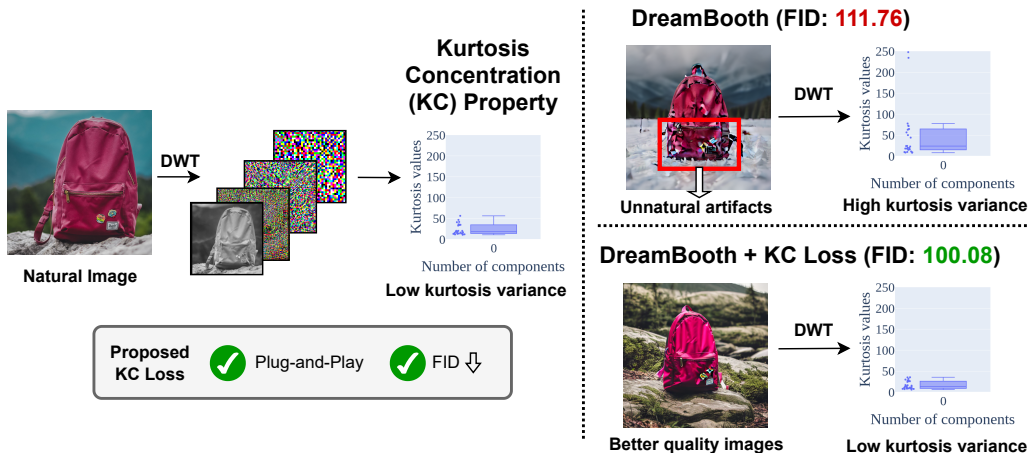 Kurtosis
Concentration
(KC) Property
DWT
Kurtosis values
250
200
150
100
50
0
0
Number of components
Natural Image
Low kurtosis variance
Proposed
KC Loss
Plug-and-Play
FID
DreamBooth (FID: 111.76)
DWT
Kurtosis values
250
200
150
100
50
0
0
Number of components
Unnatural artifacts
High kurtosis variance
DreamBooth + KC Loss (FID: 100.08)
DWT
Kurtosis values
250
200
150
100
50
0
0
Number of components
Better quality images
Low kurtosis variance